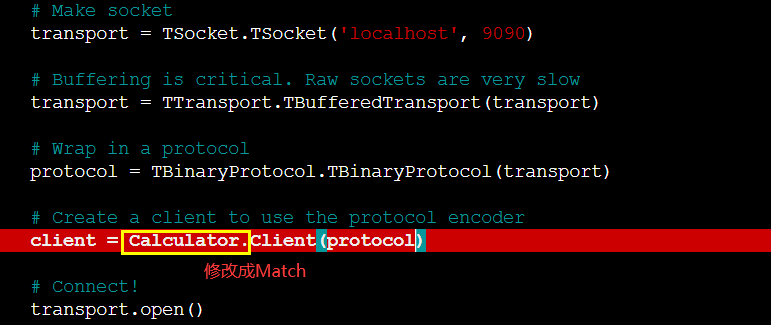 # Make socket
transport = TSocket.TSocket('localhost', 9090)
# Buffering is critical. Raw sockets are very slow
transport = TTransport.TBufferedTransport(transport)
# Wrap in a protocol
protocol = TBinaryProtocol.TBinaryProtocol(transport)
# Create a client to use the protocol encoder
client = Calculator.Client(protocol)
修改成Match
# Connect!
transport.open()